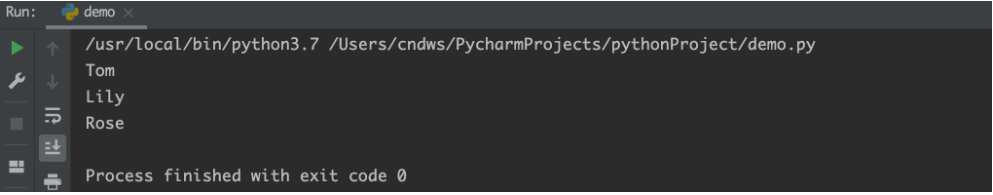 Run: demo
/usr/local/bin/python3.7 /Users/cndws/PycharmProjects/pythonProject/demo.py
Tom
Lily
Rose
Process finished with exit code 0